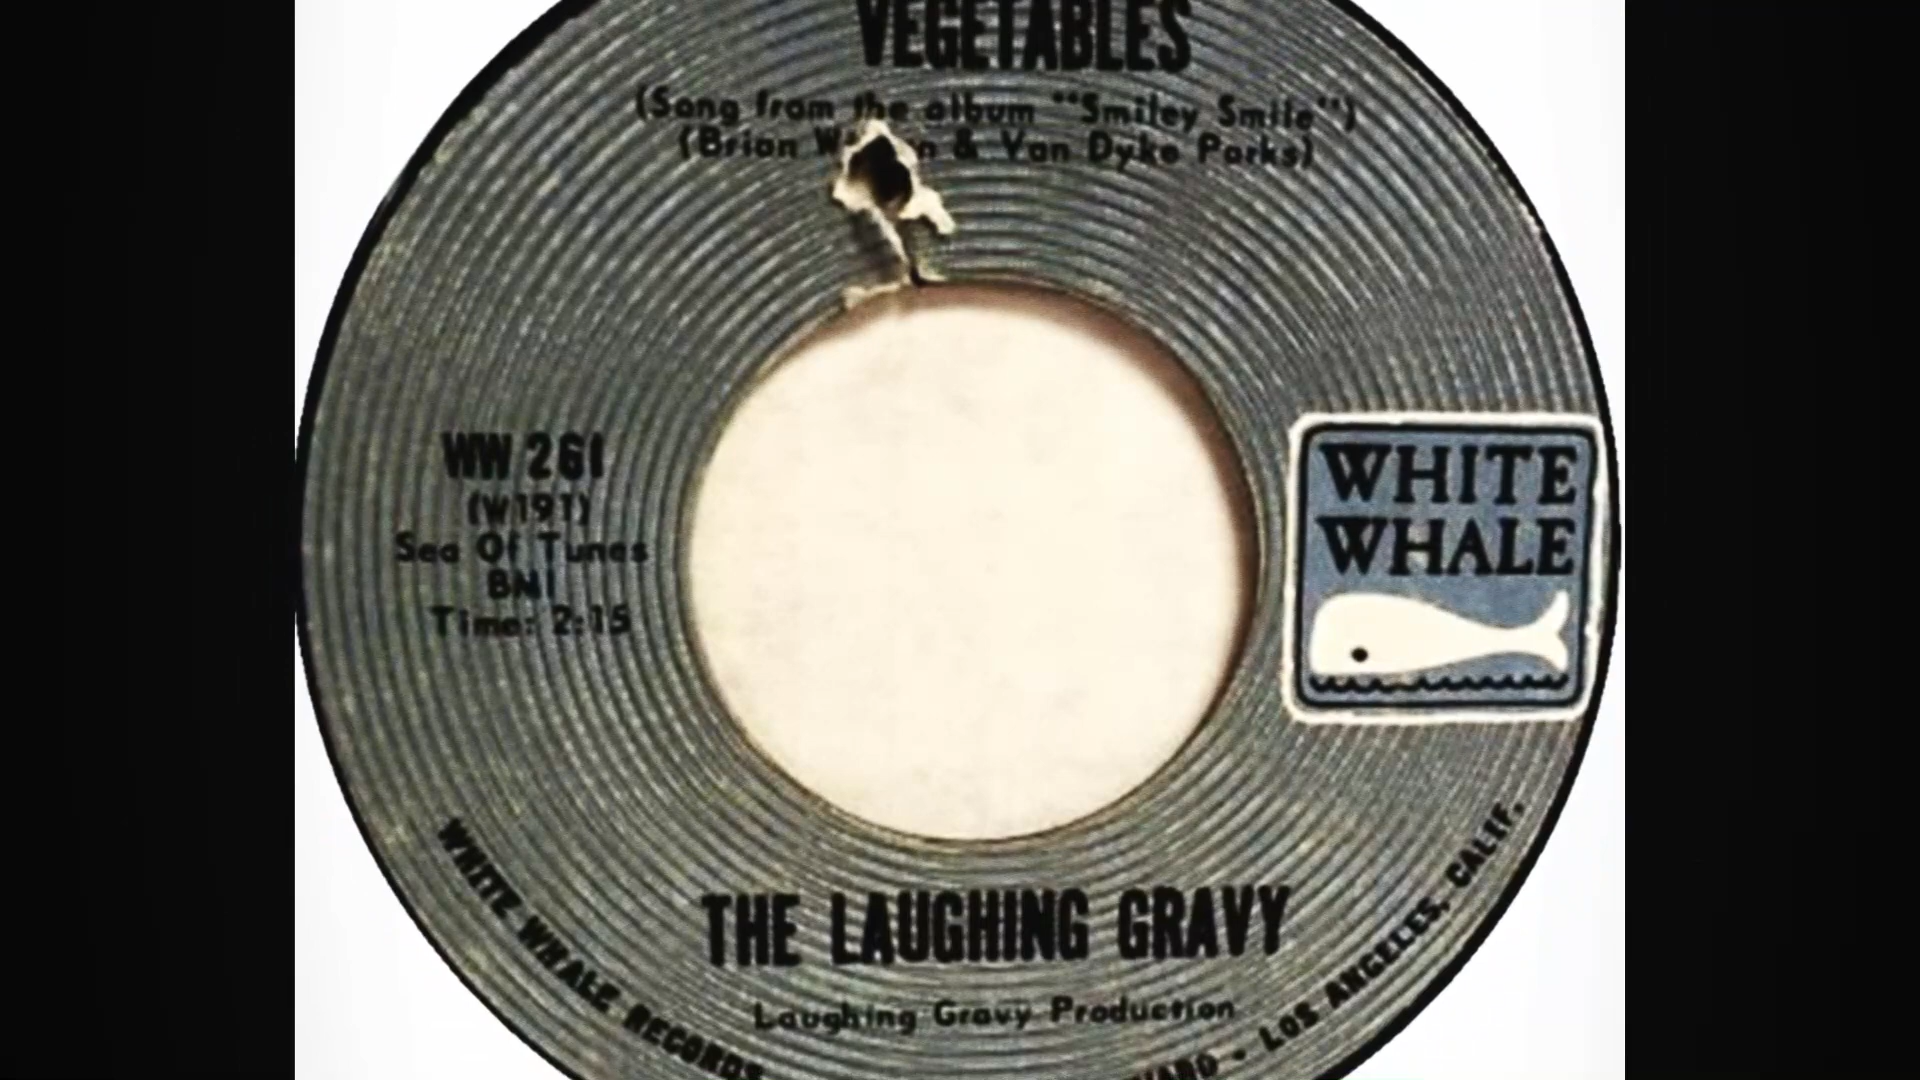 VEGETABLES
(Song from the album "Smiley Smile")
(Brian & Van Dyke Parks)
WW 261
(W191)
Sea Of Tunes
BMI
Time: 2:15
WHITE
WHALE
THE LAUGHING GRAVY
Laughing Gravy Production
WHITE WHALE RECORDS
- LOS ANGELES, CALIF.